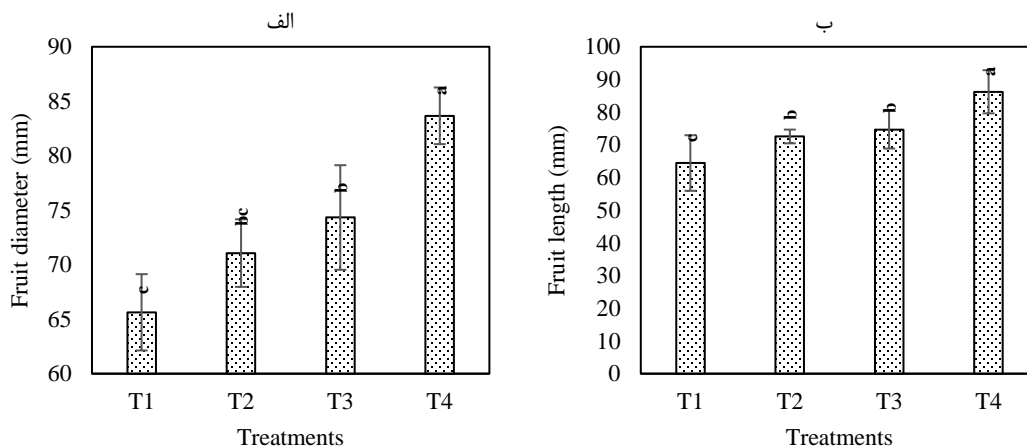 الف
90
85
80
75
70
65
60
Fruit diameter (mm)
c
bc
b
a
T1 T2 T3 T4
Treatments
ب
100
90
80
70
60
50
40
30
20
10
0
Fruit length (mm)
c
b
b
a
T1 T2 T3 T4
Treatments